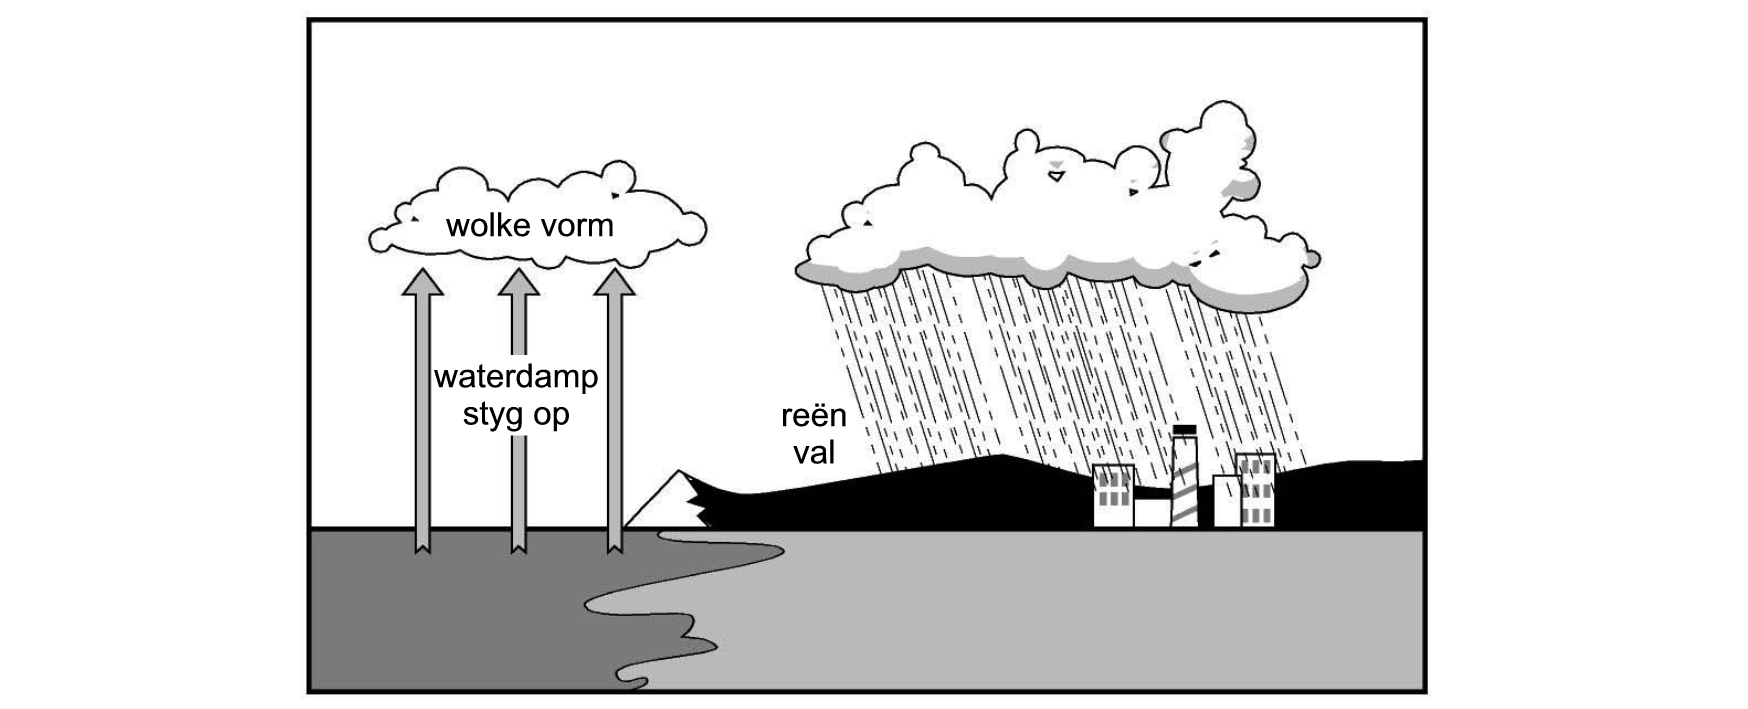 wolke vorm
waterdamp
styg op
reën
val